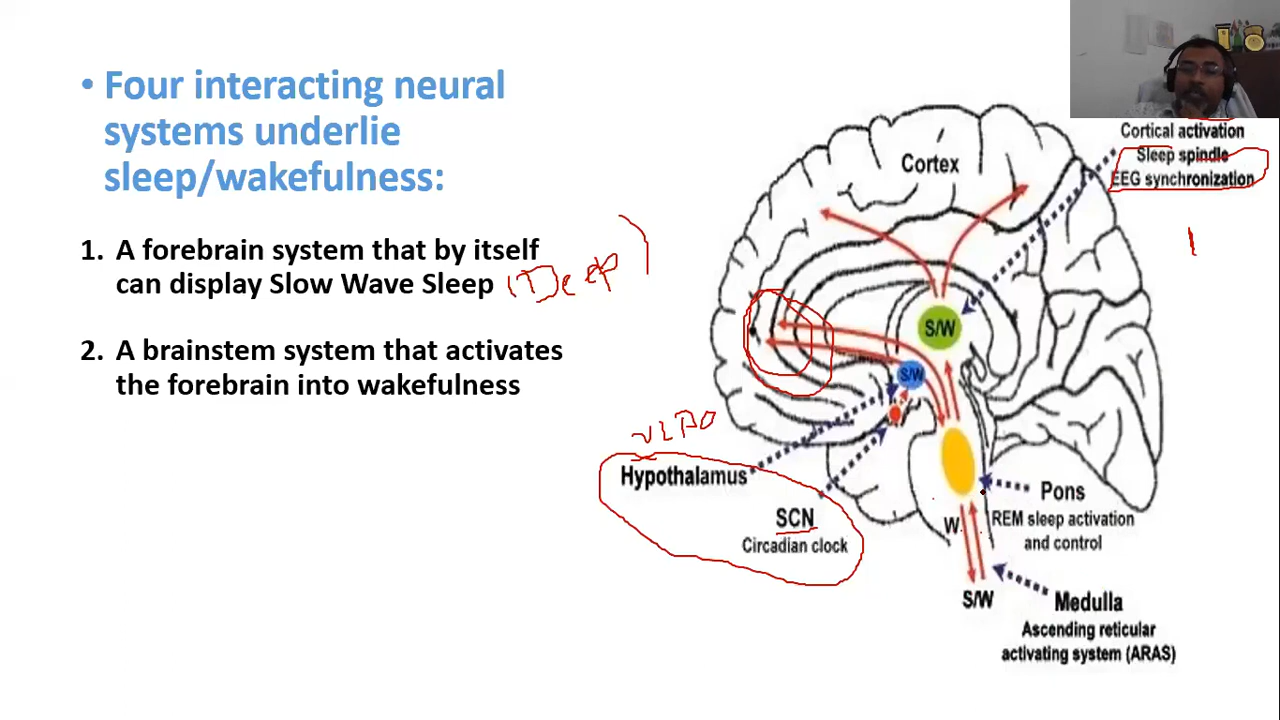 • Four interacting neural
systems underlie
sleep/wakefulness:
1. A forebrain system that by itself
can display Slow Wave Sleep
(Deep)
2. A brainstem system that activates
the forebrain into wakefulness
Cortical activation
Sleep spindle
EEG synchronization
Cortex
S/W
S/W
VLPO
Hypothalamus
SCN
Circadian clock
W
Pons
REM sleep activation
and control
S/W
Medulla
Ascending reticular
activating system (ARAS)